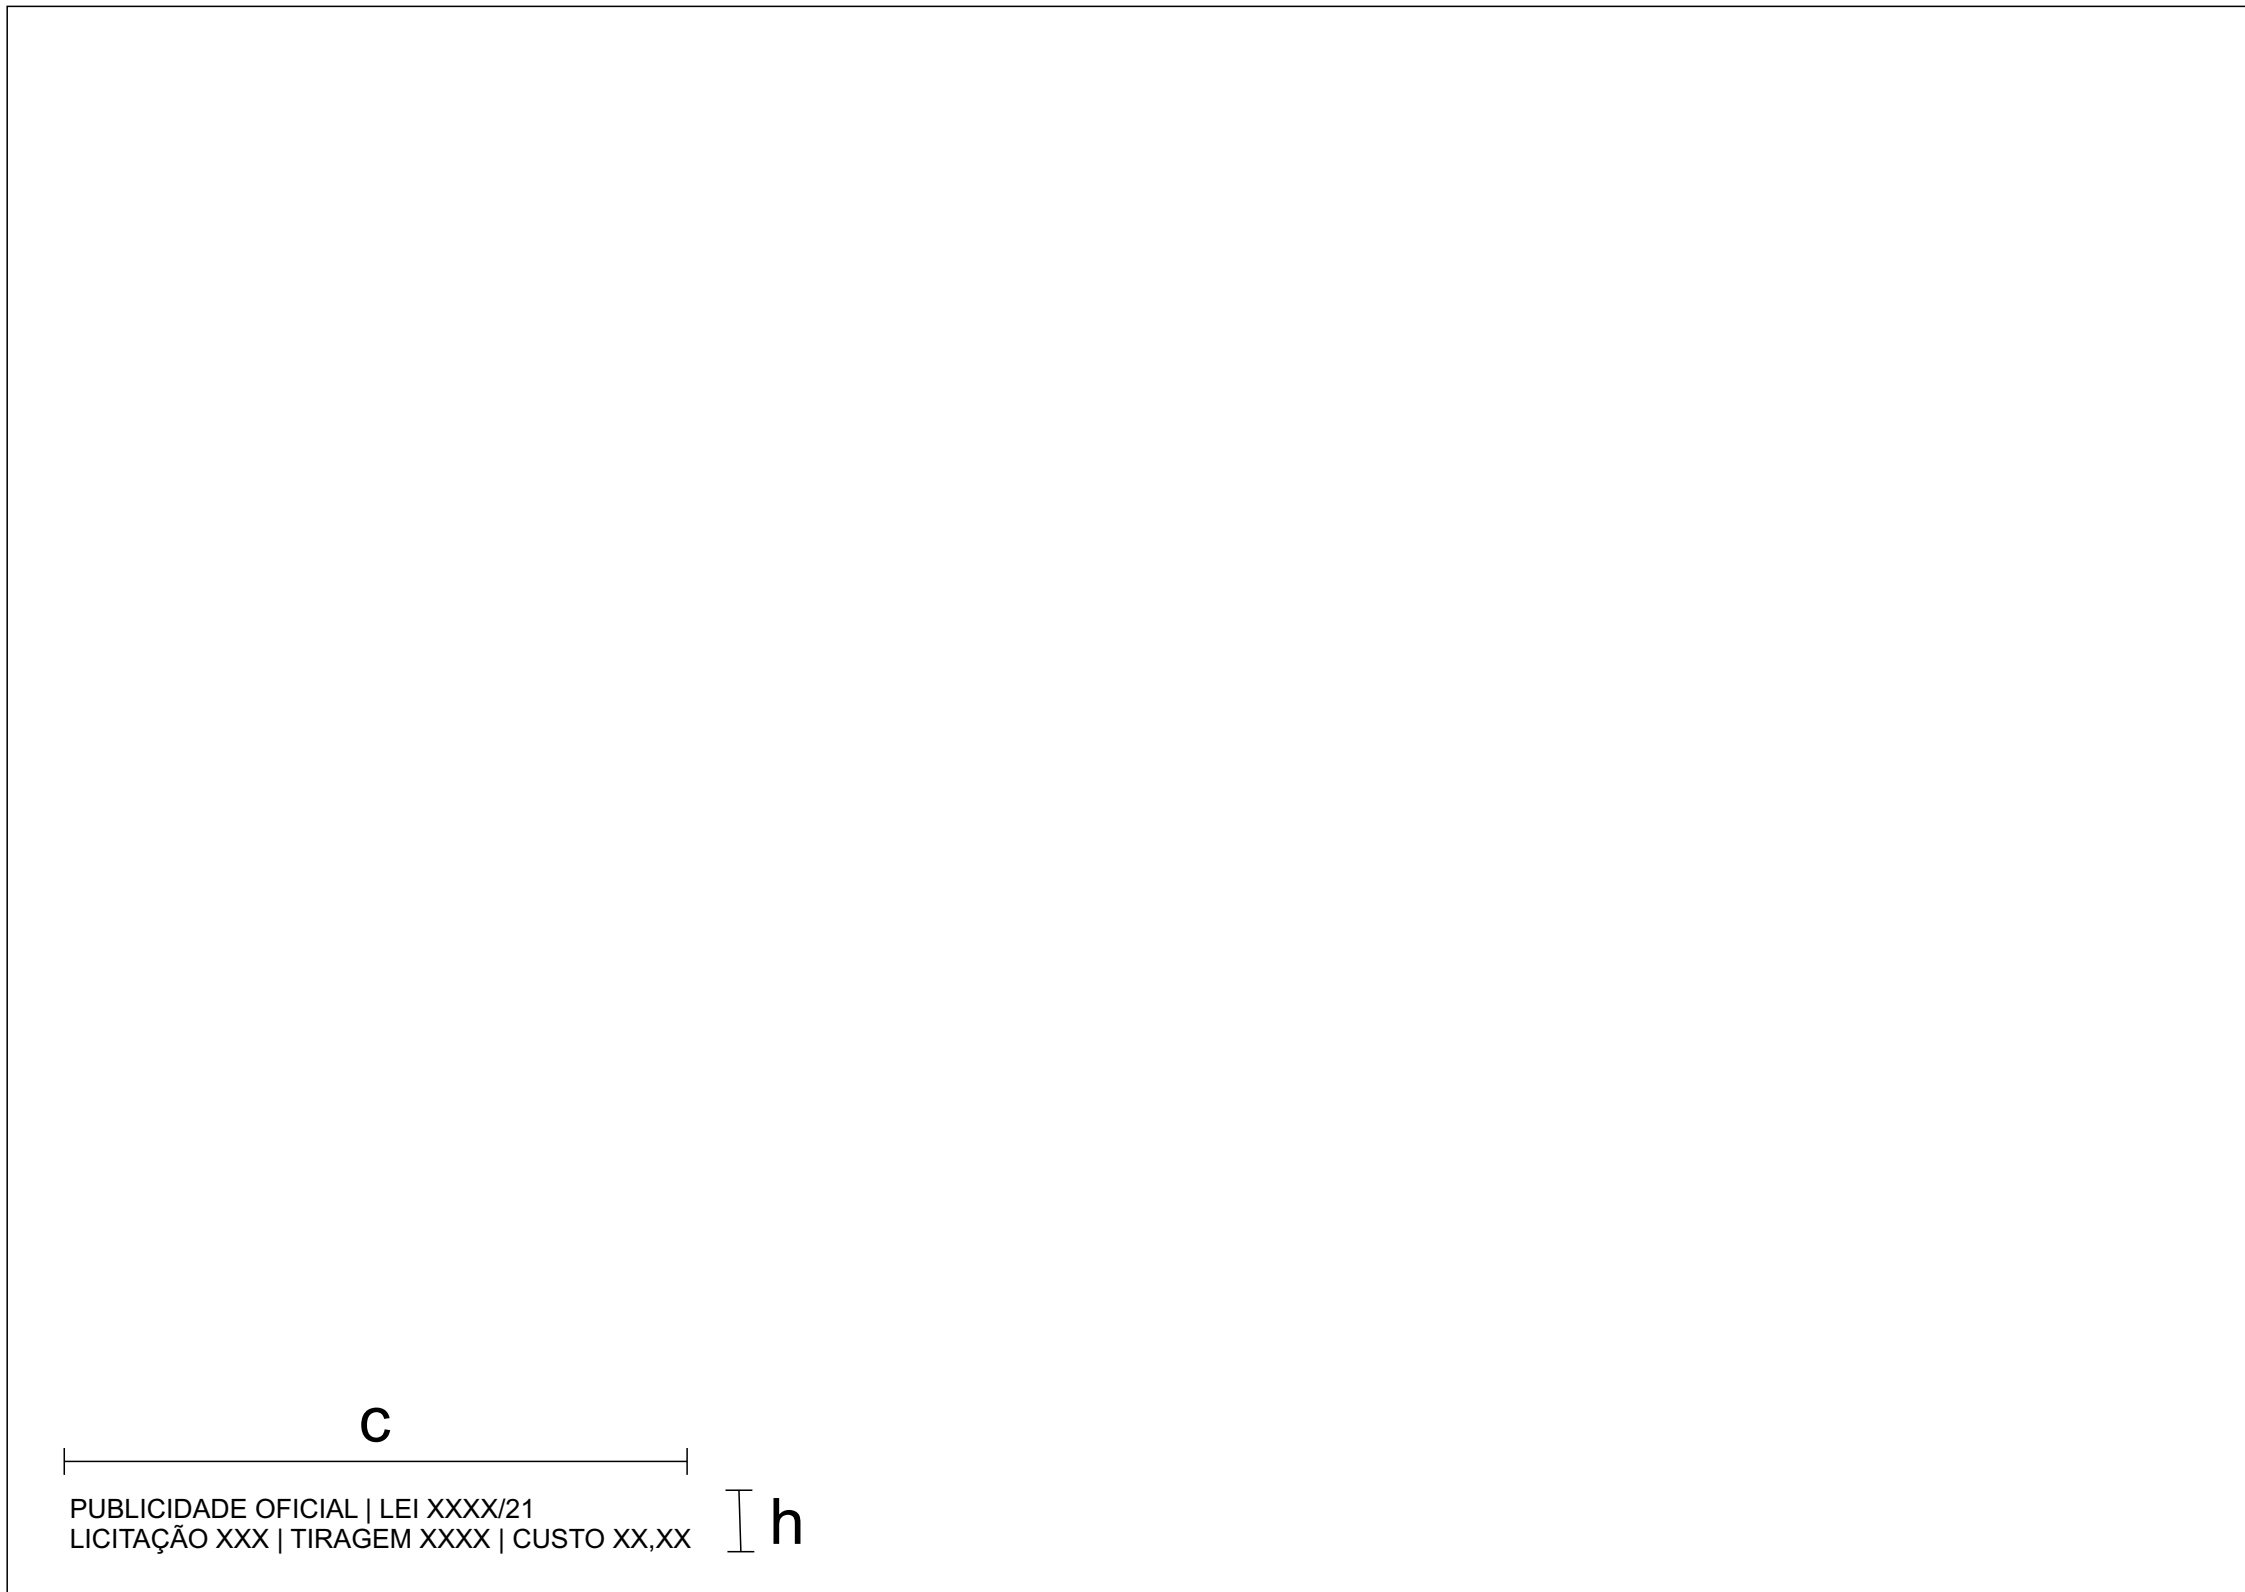 c
PUBLICIDADE OFICIAL | LEI XXXX/21
LICITAÇÃO XXX | TIRAGEM XXXX | CUSTO XX,XX
h